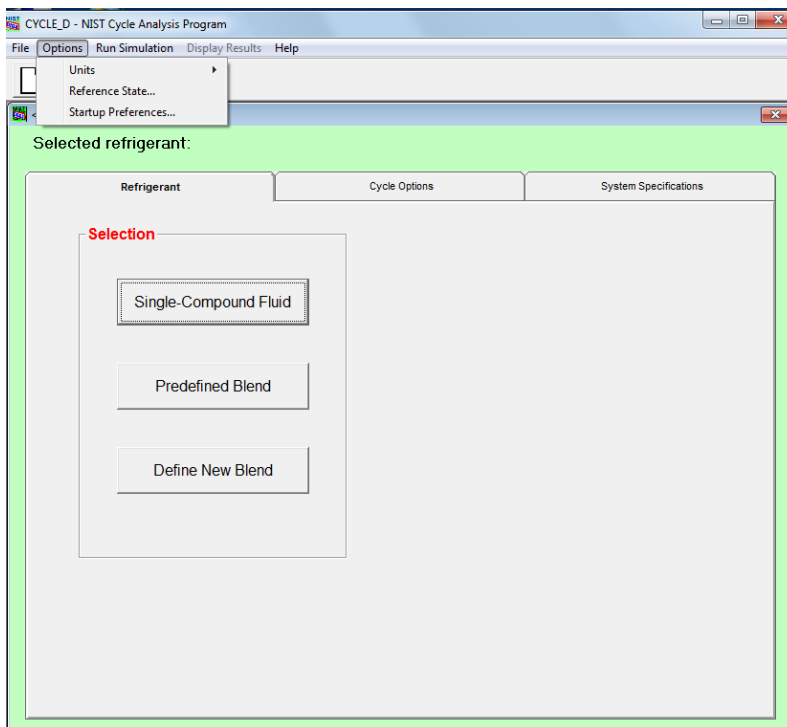 CYCLE_D - NIST Cycle Analysis Program
File Options Run Simulation Display Results Help
Units
Reference State...
Startup Preferences...
Selected refrigerant:
Refrigerant Cycle Options System Specifications
Selection
Single-Compound Fluid
Predefined Blend
Define New Blend